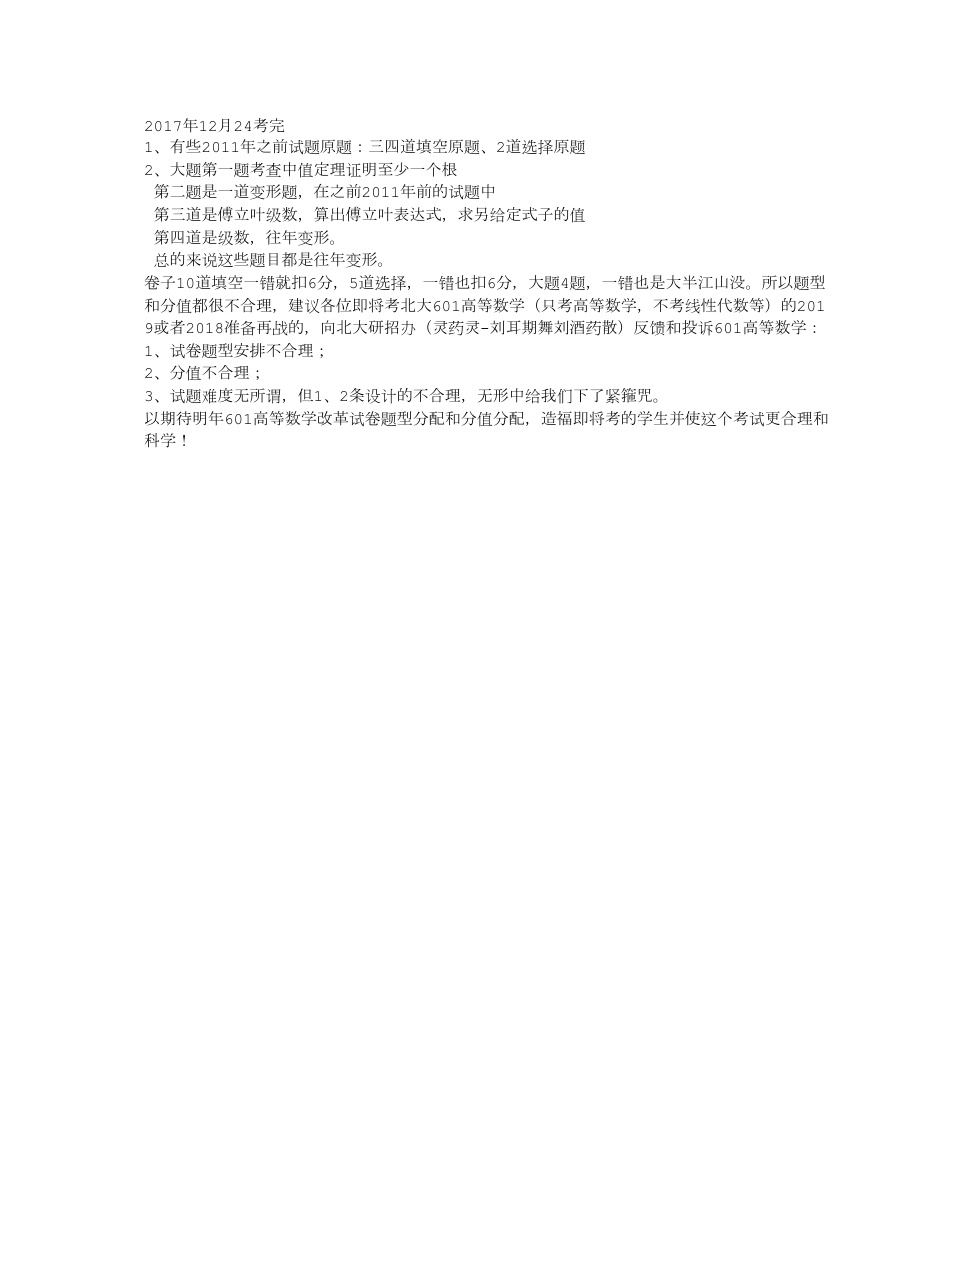 2017年12月24考完
1、有些2011年之前试题原题：三四道填空原题、2道选择原题
2、大题第一题考查中值定理证明至少一个根
第二题是一道变形题，在之前2011年前的试题中
第三道是傅立叶级数，算出傅立叶表达式，求另给定式子的值
第四道是级数，往年变形。
总的来说这些题目都是往年变形。
卷子10道填空一错就扣6分，5道选择，一错也扣6分，大题4题，一错也是大半江山没。所以题型
和分值都很不合理，建议各位即将考北大601高等数学（只考高等数学，不考线性代数等）的201
9或者2018准备再战的，向北大研招办（灵药灵-刘耳期舞刘酒药散）反馈和投诉601高等数学：
1、试卷题型安排不合理；
2、分值不合理；
3、试题难度无所谓，但1、2条设计的不合理，无形中给我们下了紧箍咒。
以期待明年601高等数学改革试卷题型分配和分值分配，造福即将考的学生并使这个考试更合理和
科学！